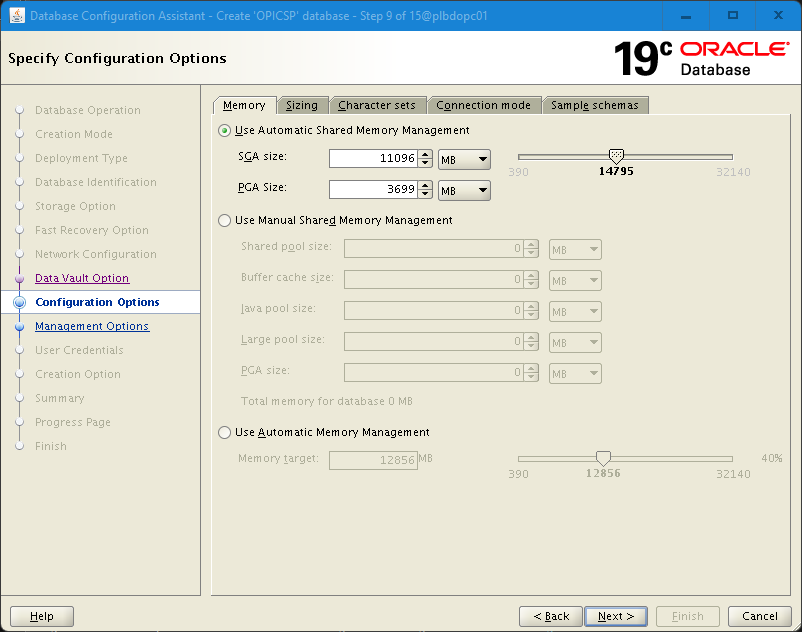 Database Configuration Assistant - Create 'OPICSP' database - Step 9 of 15@plbdopc01
Specify Configuration Options
19c ORACLE
Database
Database Operation
Creation Mode
Deployment Type
Database Identification
Storage Option
Fast Recovery Option
Network Configuration
Data Vault Option
Configuration Options
Management Options
User Credentials
Creation Option
Summary
Progress Page
Finish
Memory Sizing Character sets Connection mode Sample schemas
Use Automatic Shared Memory Management
SGA size: 11096 MB
390 14795 32140
PGA Size: 3699 MB
Use Manual Shared Memory Management
Shared pool size: 0 MB
Buffer cache size: 0 MB
Java pool size: 0 MB
Large pool size: 0 MB
PGA size: 0 MB
Total memory for database 0 MB
Use Automatic Memory Management
Memory target: 12856 MB 40%
390 12856 32140
Help < Back Next > Finish Cancel